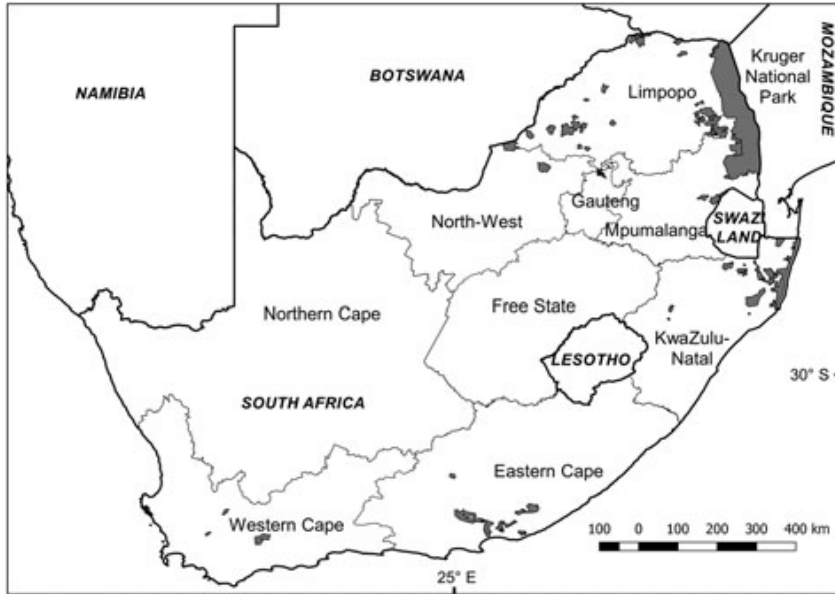 NAMIBIA
BOTSWANA
MOZAMBIQUE
Kruger
National
Park
Limpopo
North-West
Gauteng
Mpumalanga
SWAZI
LAND
Northern Cape
Free State
KwaZulu-
Natal
LESOTHO
30° S
SOUTH AFRICA
Eastern Cape
Western Cape
100 0 100 200 300 400 km
25° E